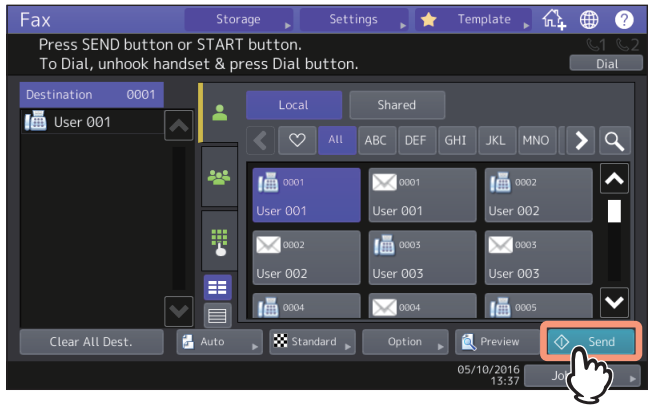 Fax Storage Settings Template ?
Press SEND button or START button. 1 2
To Dial, unhook handset & press Dial button. Dial
Destination 0001
User 001
Local Shared
All ABC DEF GHI JKL MNO
0001 0001 0002
User 001 User 001 User 002
0002 0003 0003
User 002 User 003 User 003
0004 0004 0005
Clear All Dest. Auto Standard Option Preview Send
05/10/2016
13:37